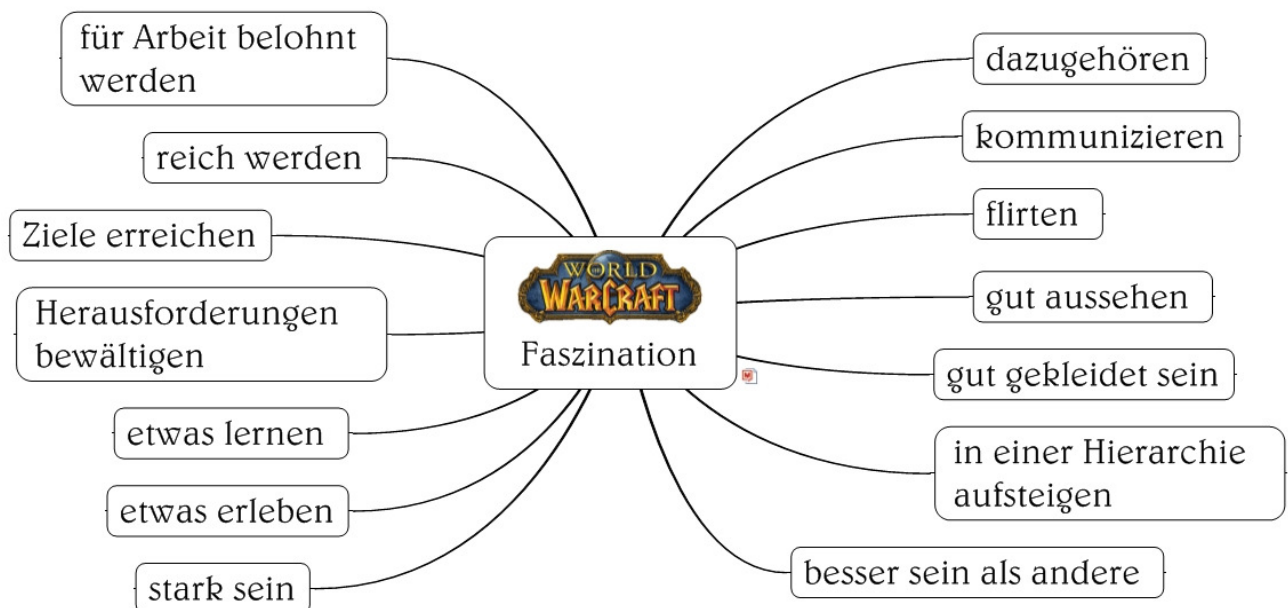 für Arbeit belohnt
werden
reich werden
Ziele erreichen
Herausforderungen
bewältigen
etwas lernen
etwas erleben
stark sein
WORLD
OF
WARCRAFT
Faszination
dazugehören
kommunizieren
flirten
gut aussehen
gut gekleidet sein
in einer Hierarchie
aufsteigen
besser sein als andere